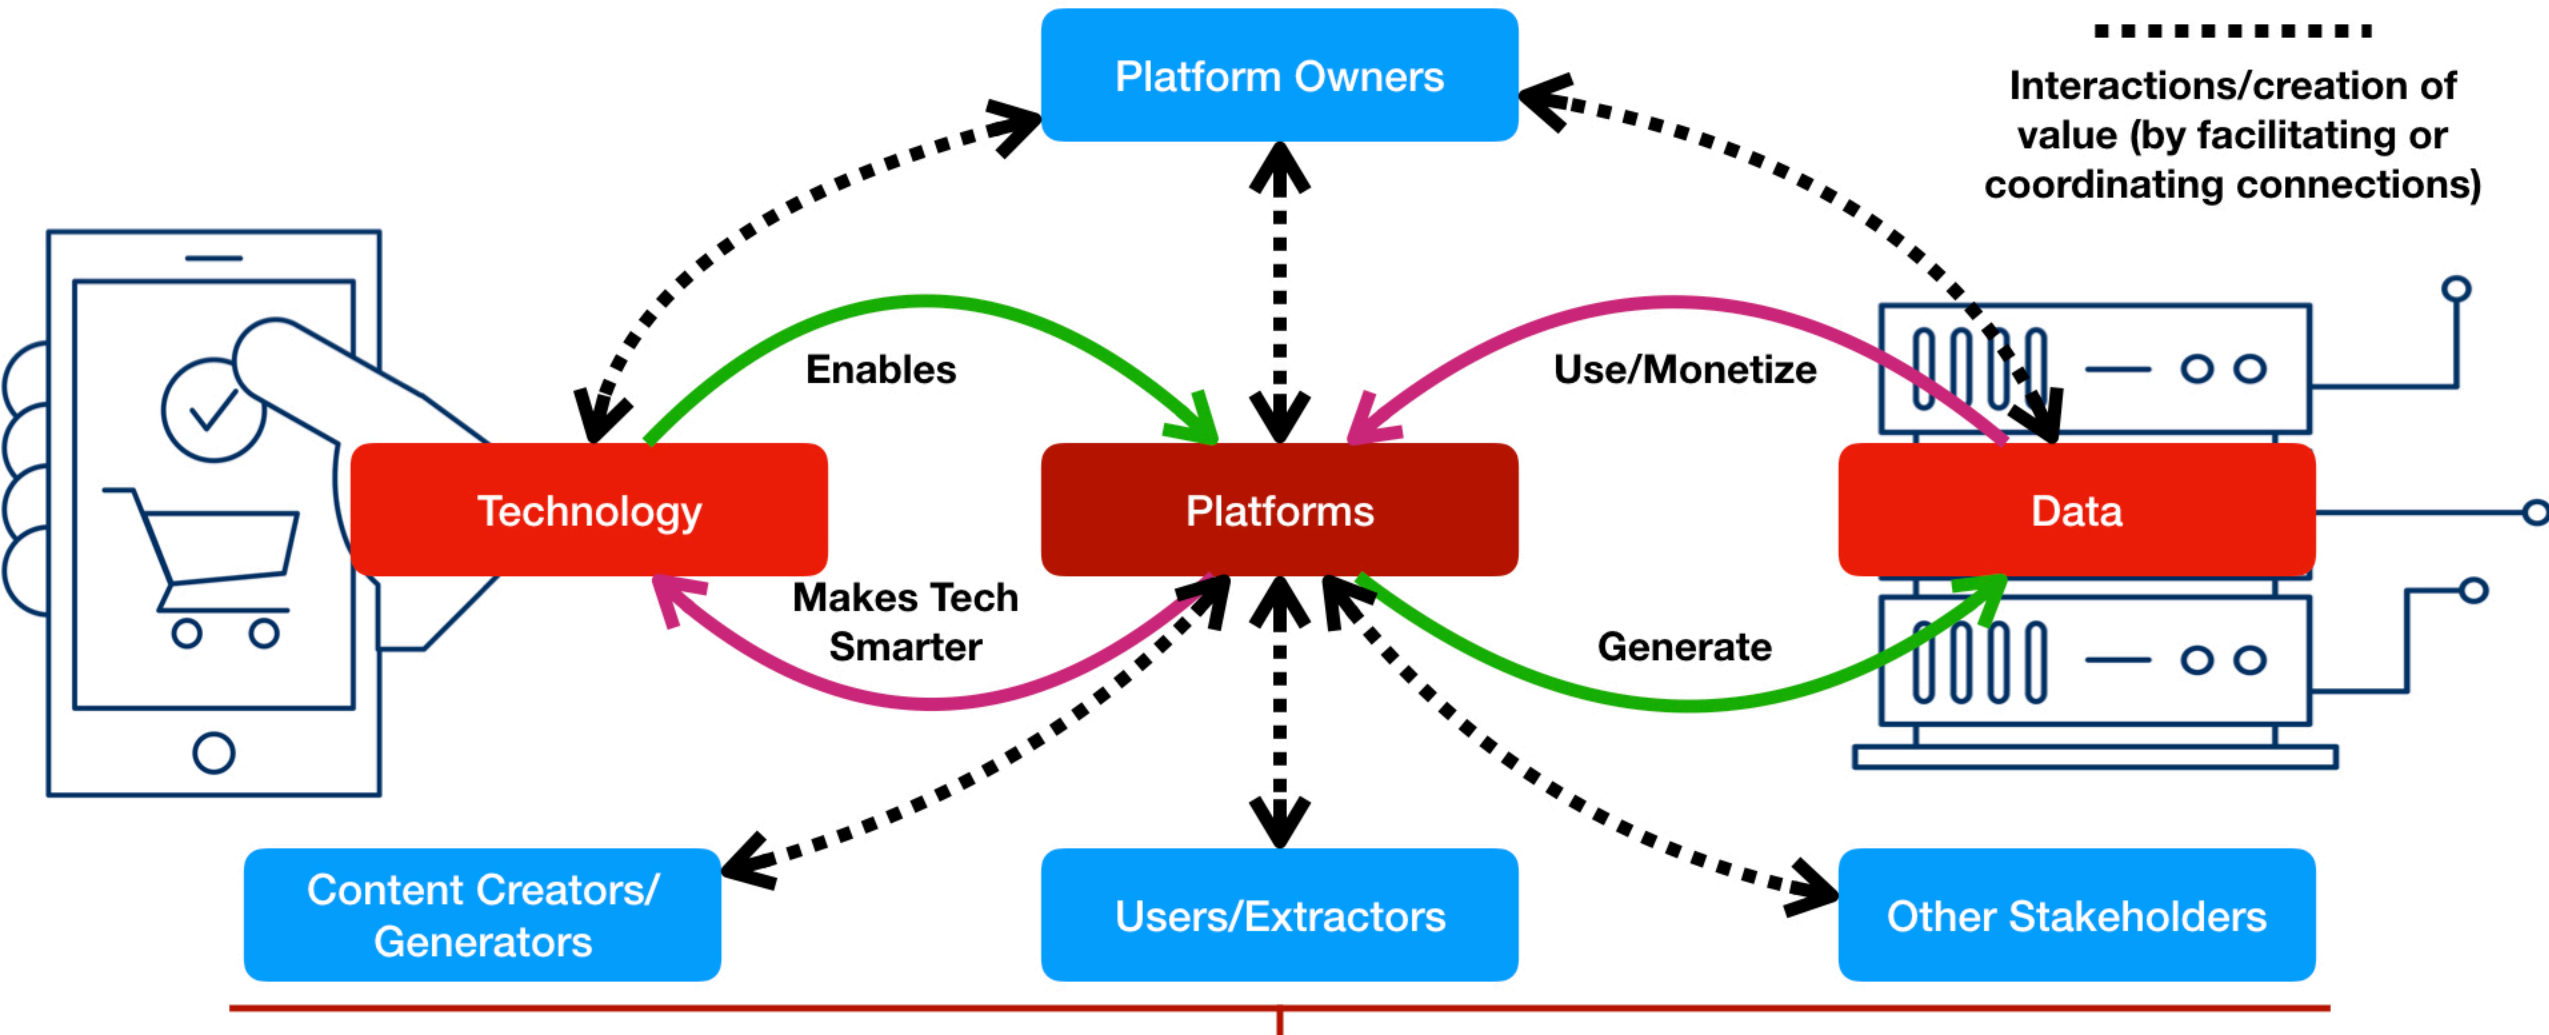 Platform Owners
Interactions/creation of
value (by facilitating or
coordinating connections)
Enables
Use/Monetize
Technology
Platforms
Data
Makes Tech
Smarter
Generate
Content Creators/
Generators
Users/Extractors
Other Stakeholders